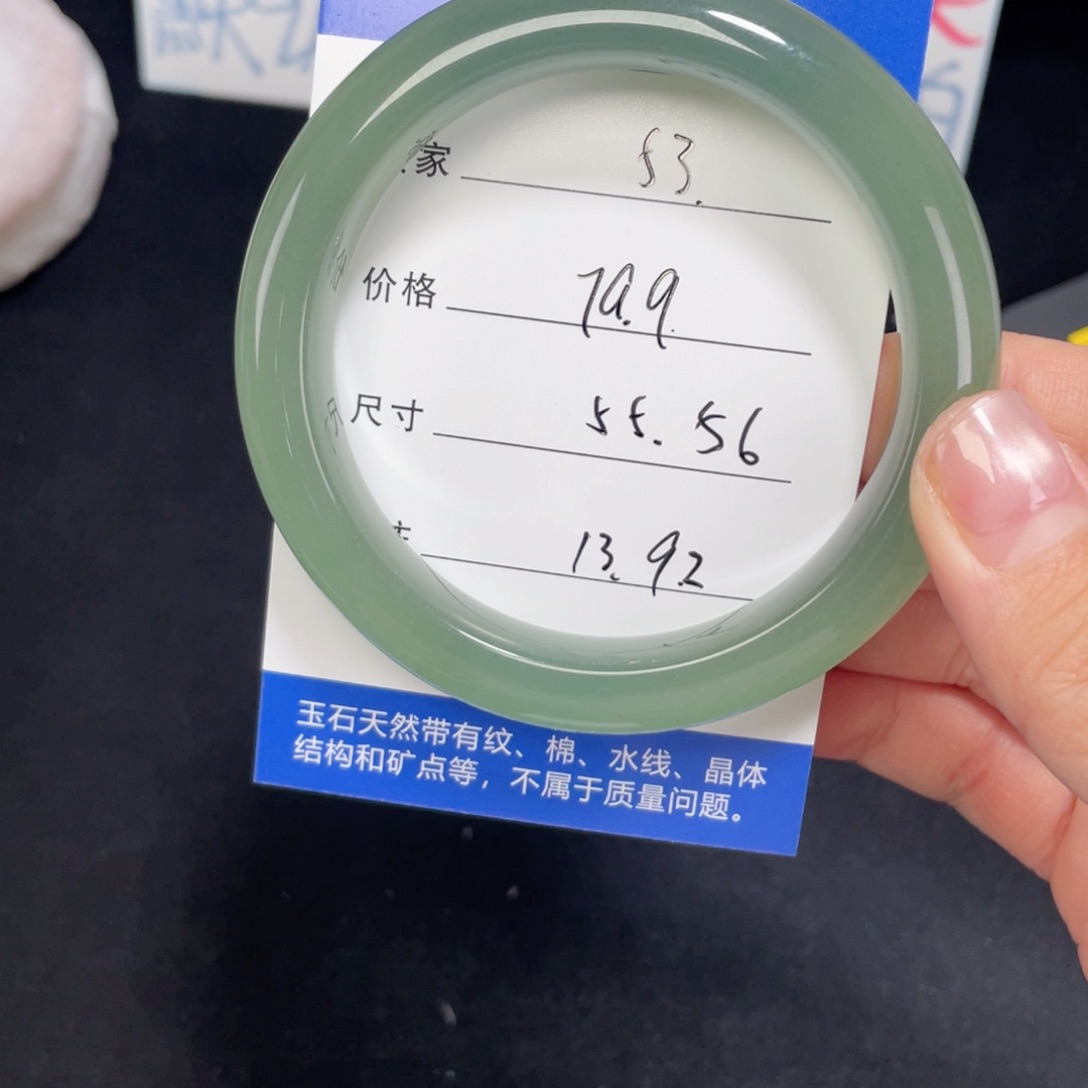 家 53.
价格 79.9
尺寸 55.56
13.92
玉石天然带有纹、棉、水线、晶体
结构和矿点等，不属于质量问题。